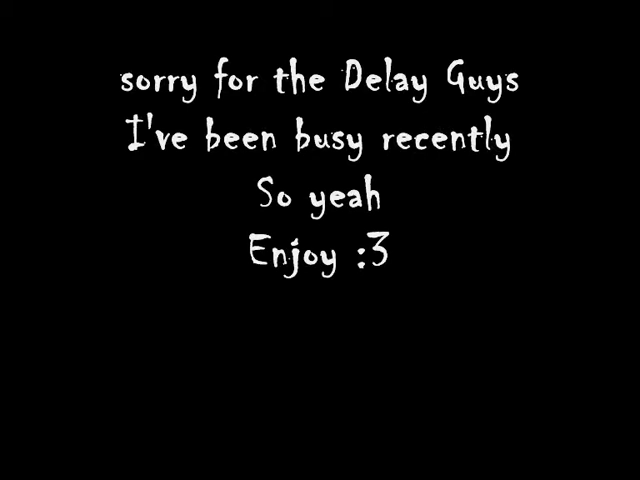 sorry for the Delay Guys
I've been busy recently
So yeah
Enjoy :3